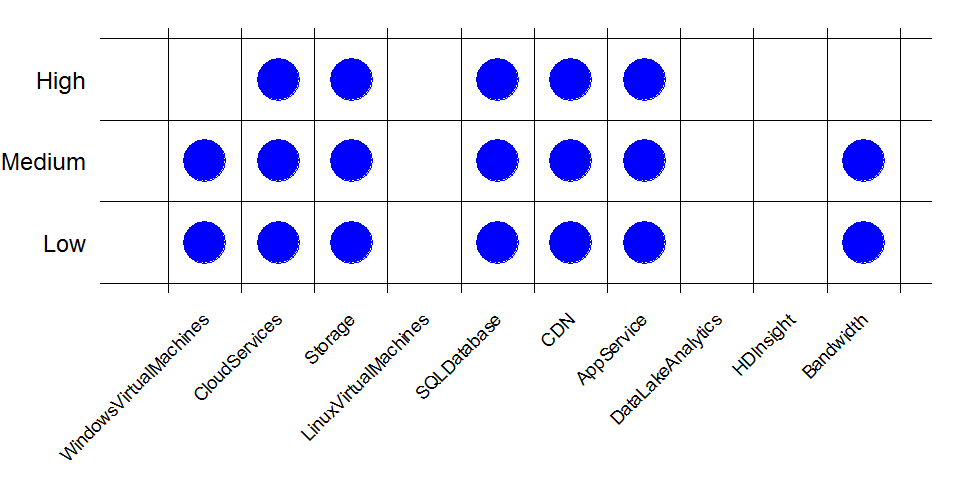 High
Medium
Low
WindowsVirtualMachines
CloudServices
Storage
LinuxVirtualMachines
SQLDatabase
CDN
AppService
DataLakeAnalytics
HDInsight
Bandwidth